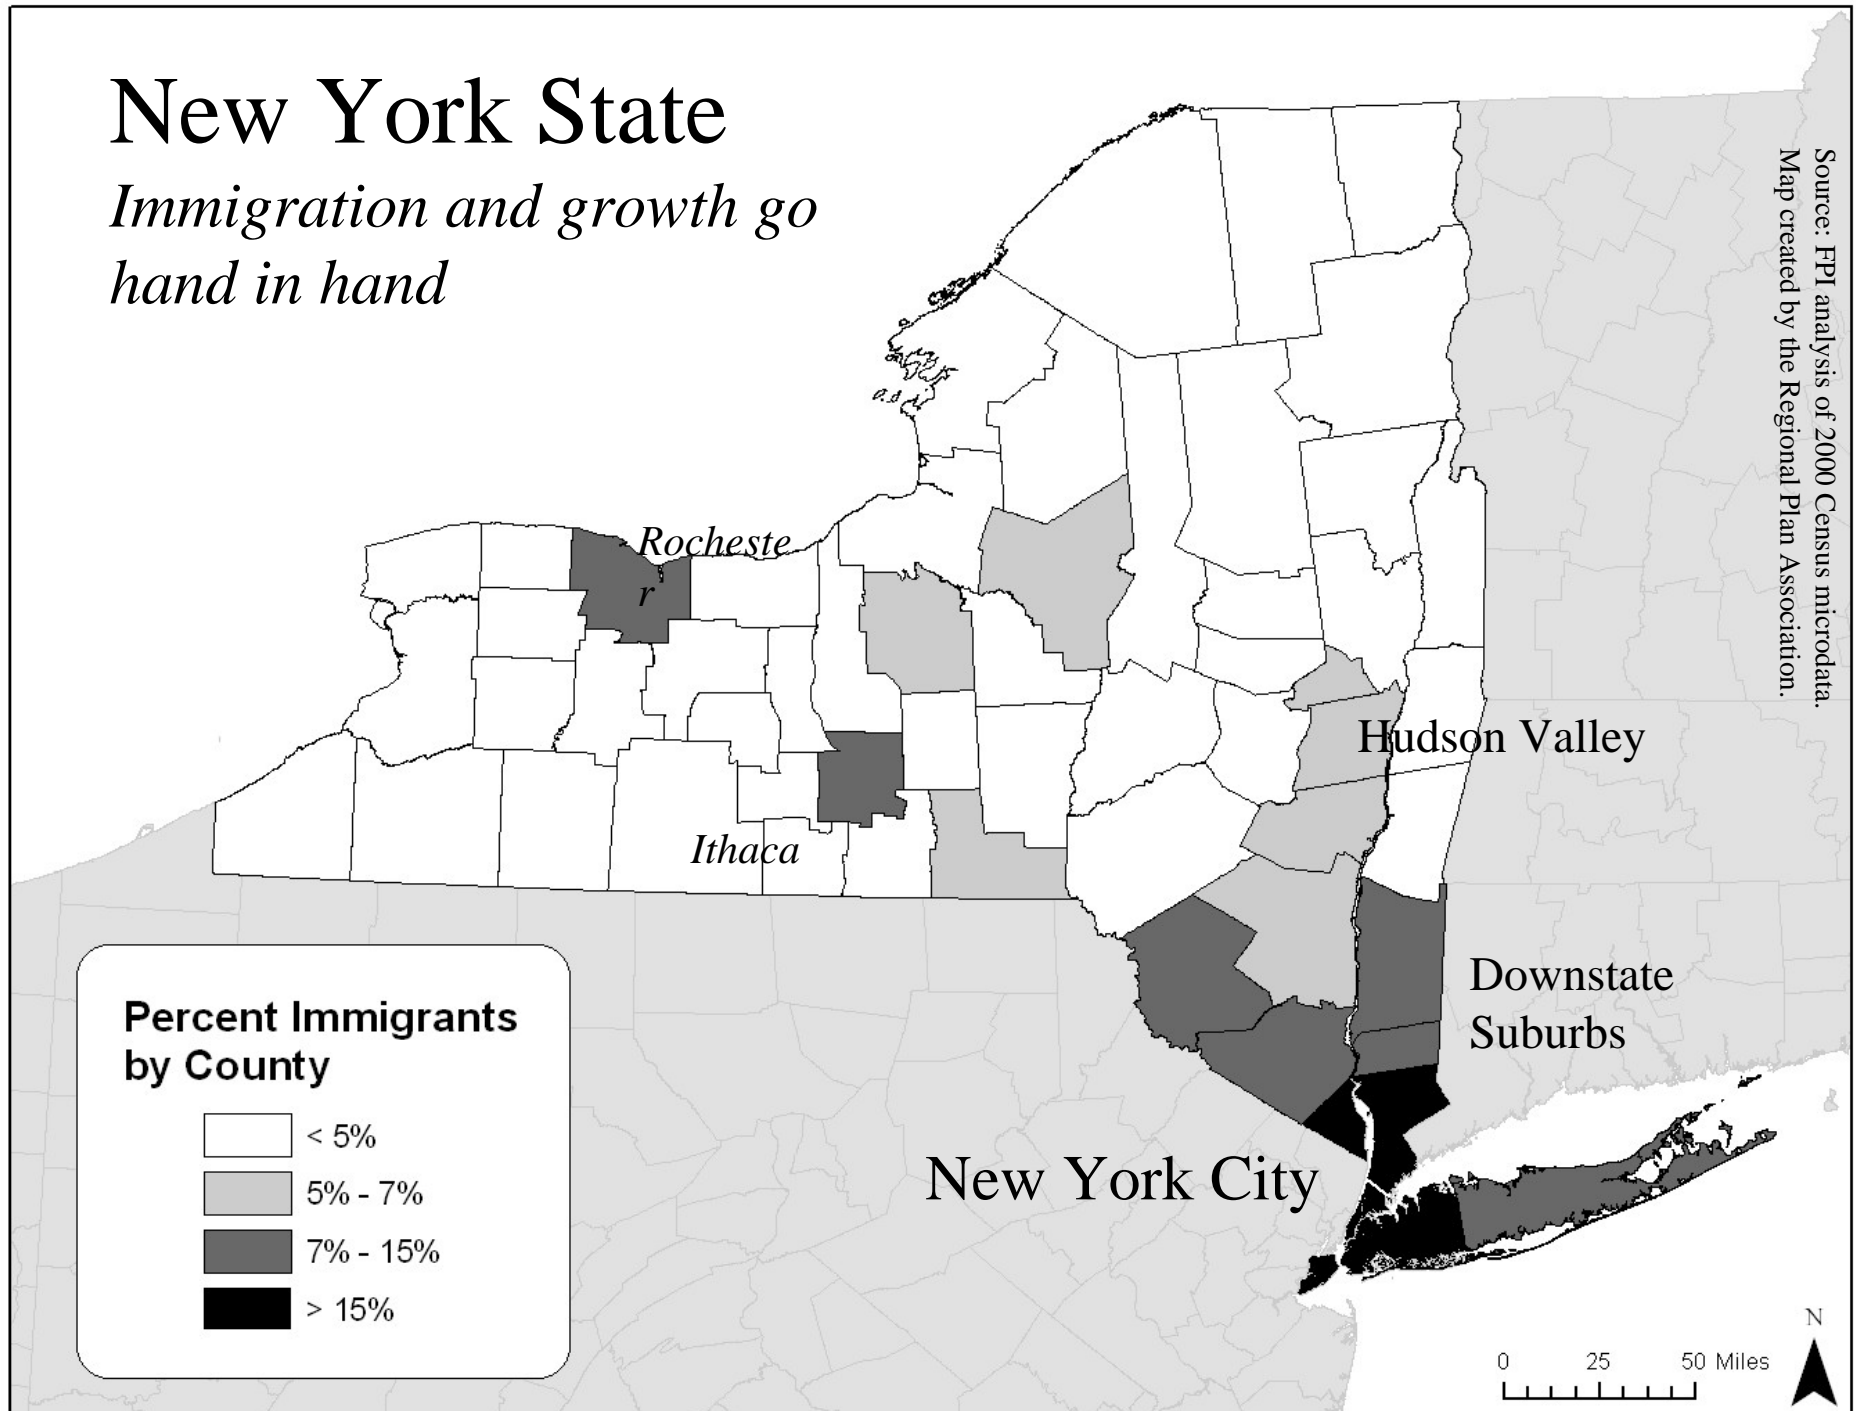 New York State
Immigration and growth go
hand in hand
Source: FPI analysis of 2000 Census microdata.
Map created by the Regional Plan Association.
Rocheste
r
Hudson Valley
Ithaca
Downstate
Suburbs
New York City
Percent Immigrants
by County
< 5%
5% - 7%
7% - 15%
> 15%
N
0 25 50 Miles